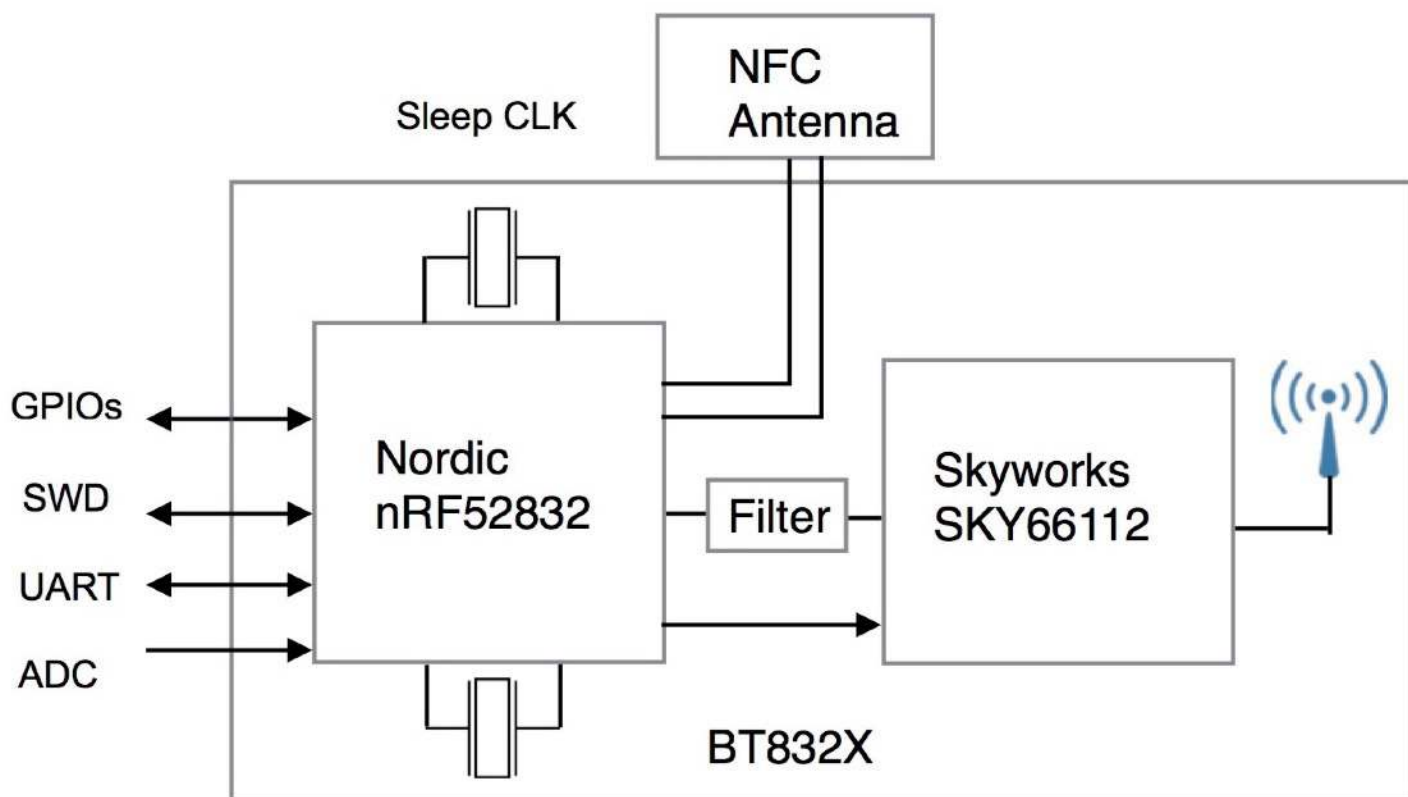 NFC
Antenna
Sleep CLK
GPIOs
SWD
UART
ADC
Nordic
nRF52832
Filter
Skyworks
SKY66112
BT832X